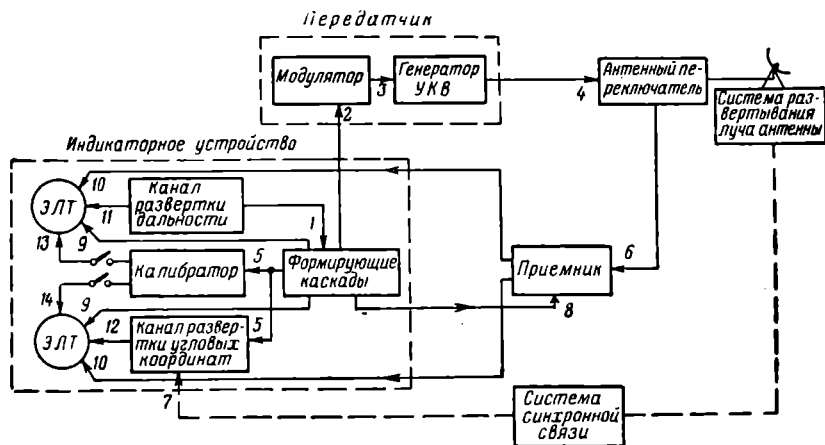 Передатчик
Модулятор
3
Генератор
УКВ
4
Антенный пе-
реключатель
Система раз-
вертывания
луча антенны
2
Индикаторное устройство
10
ЭЛТ
11
Канал
развертки
дальности
1
9
13
Калибратор
5
Формирующие
каскады
6
Приемник
8
14
9
ЭЛТ
12
Канал развер-
тки угловых
координат
5
10
7
Система
синхронной
связи